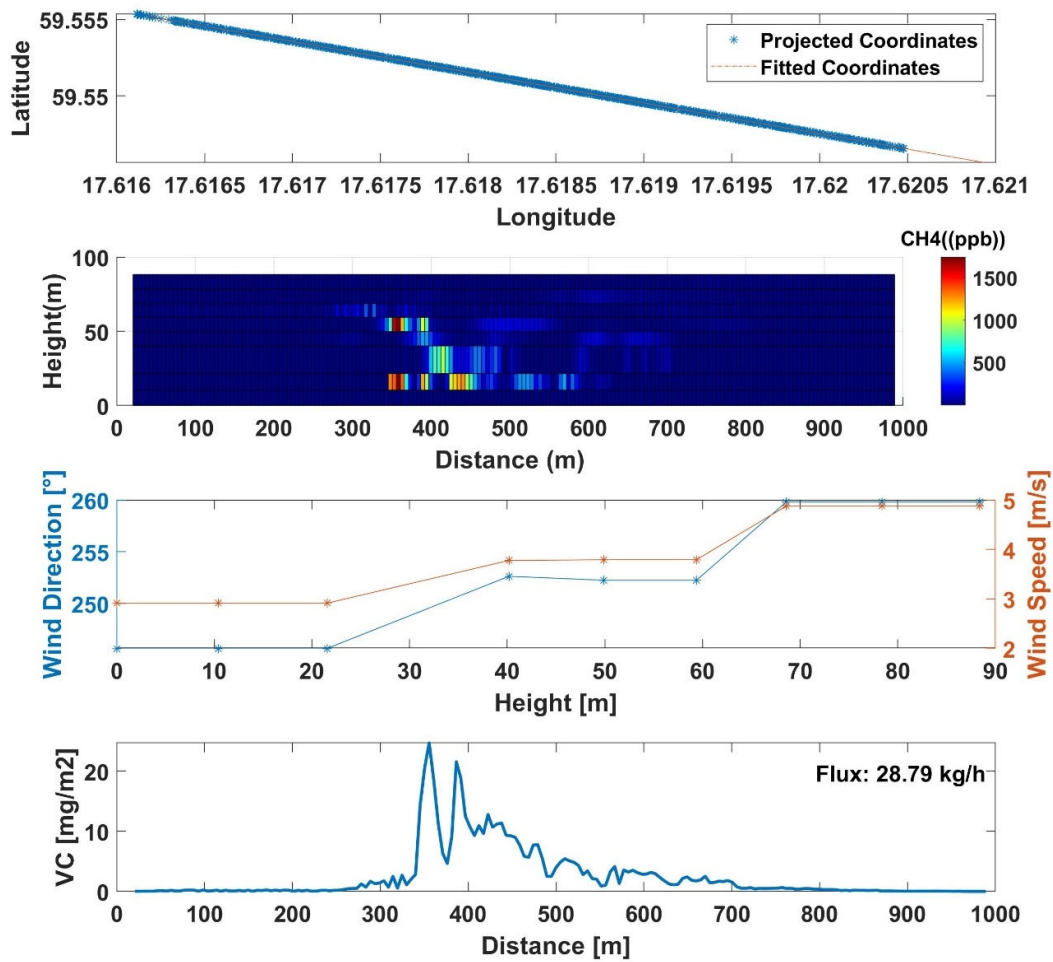 59.555
59.55
Latitude
Projected Coordinates
Fitted Coordinates
17.616 17.6165 17.617 17.6175 17.618 17.6185 17.619 17.6195 17.62 17.6205 17.621
Longitude
CH4((ppb))
100
50
0
Height(m)
1500
1000
500
0 100 200 300 400 500 600 700 800 900 1000
Distance (m)
260
255
250
Wind Direction [°]
5
4
3
2
Wind Speed [m/s]
0 10 20 30 40 50 60 70 80 90
Height [m]
20
10
0
VC [mg/m2]
Flux: 28.79 kg/h
0 100 200 300 400 500 600 700 800 900 1000
Distance [m]